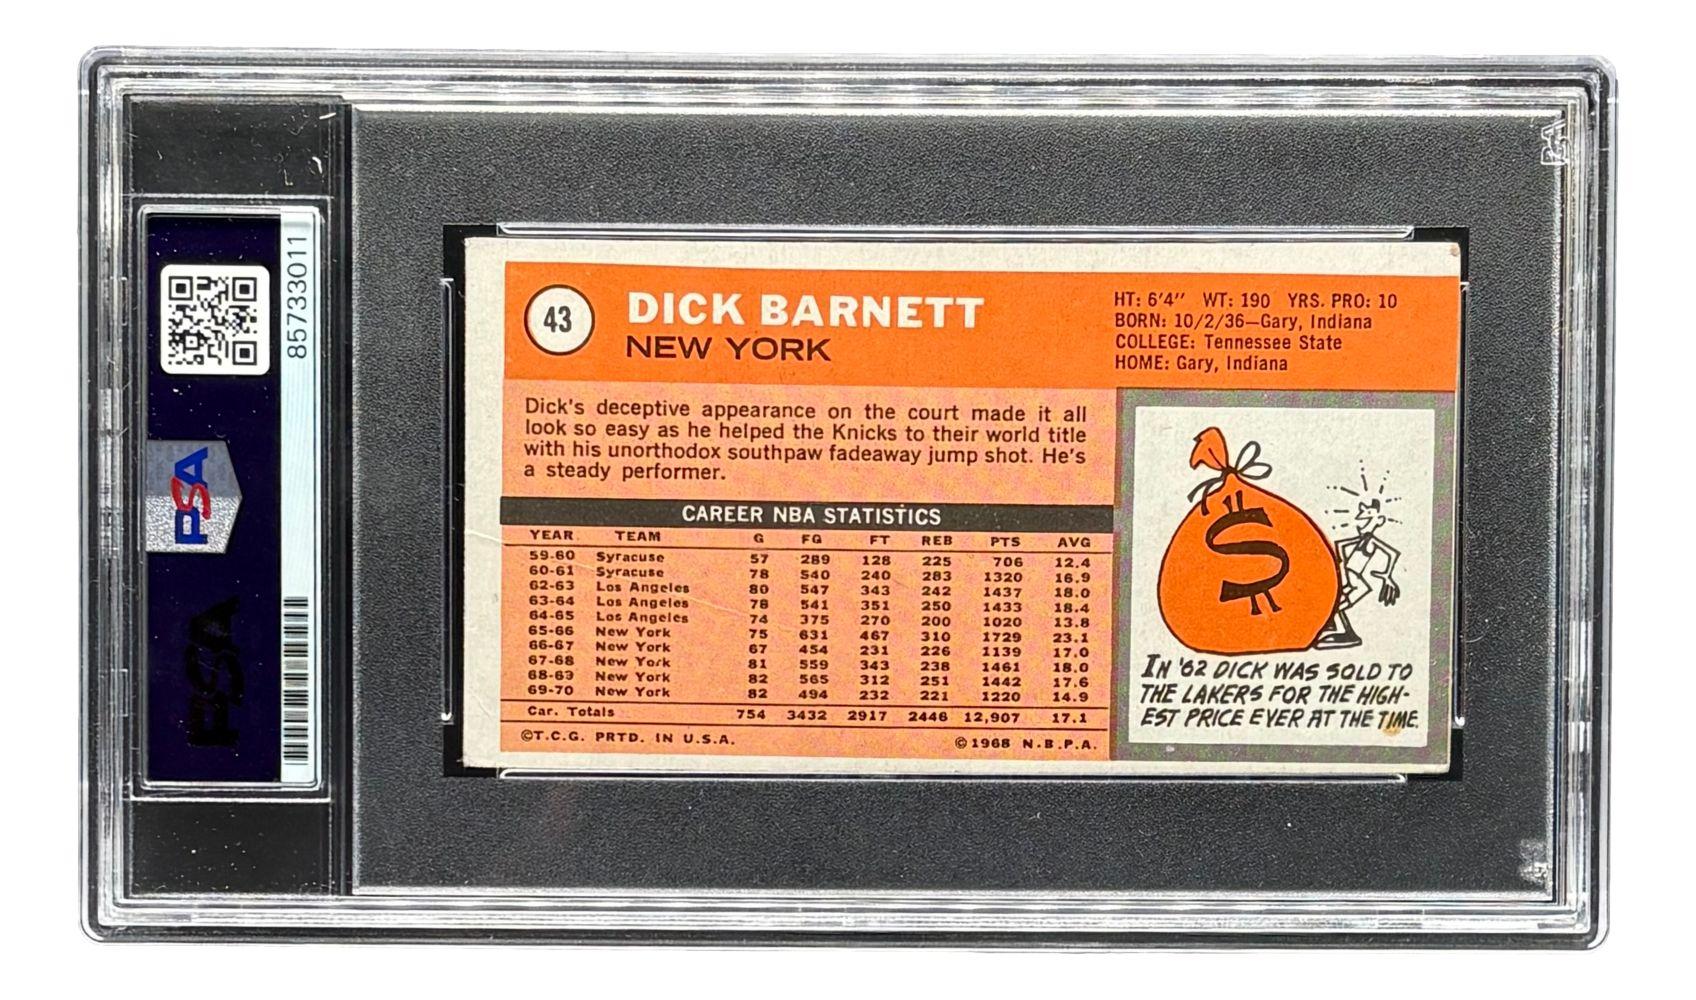 85733011
PSA
PSA
43
DICK BARNETT
NEW YORK
HT: 6'4" WT: 190 YRS. PRO: 10
BORN: 10/2/36—Gary, Indiana
COLLEGE: Tennessee State
HOME: Gary, Indiana
Dick's deceptive appearance on the court made it all
look so easy as he helped the Knicks to their world title
with his unorthodox southpaw fadeaway jump shot. He's
a steady performer.
CAREER NBA STATISTICS
YEAR TEAM G FG FT REB PTS AVG
59-60 Syracuse 57 289 128 225 706 12.4
60-61 Syracuse 78 540 240 283 1320 16.9
62-63 Los Angeles 80 547 343 242 1437 18.0
63-64 Los Angeles 78 541 351 250 1433 18.4
64-65 Los Angeles 74 375 270 200 1020 13.8
65-66 New York 75 631 467 310 1729 23.1
66-67 New York 67 454 231 226 1139 17.0
67-68 New York 81 559 343 238 1461 18.0
68-69 New York 82 565 312 251 1442 17.6
69-70 New York 82 494 232 221 1220 14.9
Car. Totals 754 3432 2917 2446 12,907 17.1
©T.C.G. PRTD. IN U.S.A.
©1968 N.B.P.A.
$
IN '62 DICK WAS SOLD TO
THE LAKERS FOR THE HIGH-
EST PRICE EVER AT THE TIME.